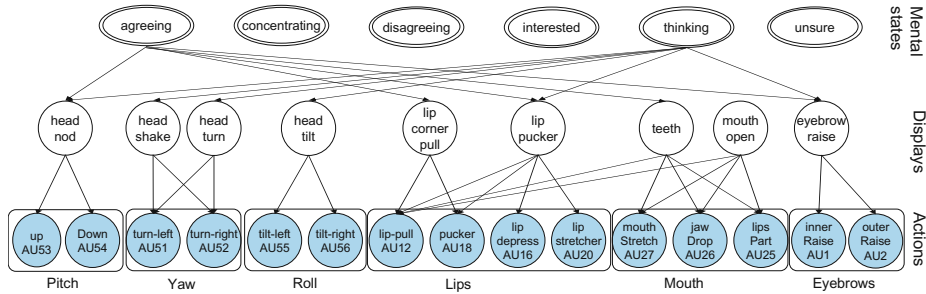 agreeing
concentrating
disagreeing
interested
thinking
unsure
Mental
states
head
nod
head
shake
head
turn
head
tilt
lip
corner
pull
lip
pucker
teeth
mouth
open
eyebrow
raise
Displays
up
AU53
Down
AU54
turn-left
AU51
turn-right
AU52
tilt-left
AU55
tilt-right
AU56
lip-pull
AU12
pucker
AU18
lip
depress
AU16
lip
stretcher
AU20
mouth
Stretch
AU27
jaw
Drop
AU26
lips
Part
AU25
inner
Raise
AU1
outer
Raise
AU2
Actions
Pitch
Yaw
Roll
Lips
Mouth
Eyebrows